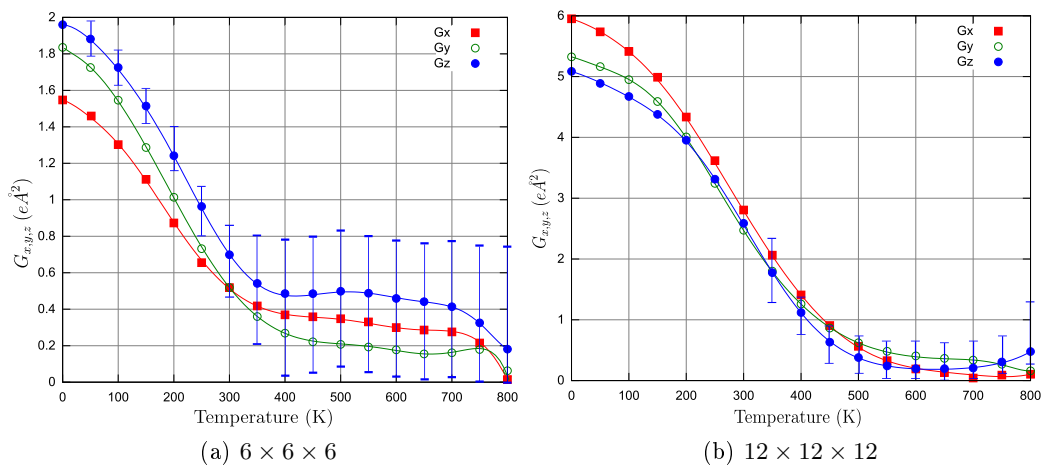 2
1.8
1.6
1.4
1.2
1
0.8
0.6
0.4
0.2
0
0 100 200 300 400 500 600 700 800
G_{x,y,z} (eÅ²)
Temperature (K)
Gx
Gy
Gz
(a) 6 × 6 × 6
6
5
4
3
2
1
0
0 100 200 300 400 500 600 700 800
G_{x,y,z} (eÅ²)
Temperature (K)
Gx
Gy
Gz
(b) 12 × 12 × 12